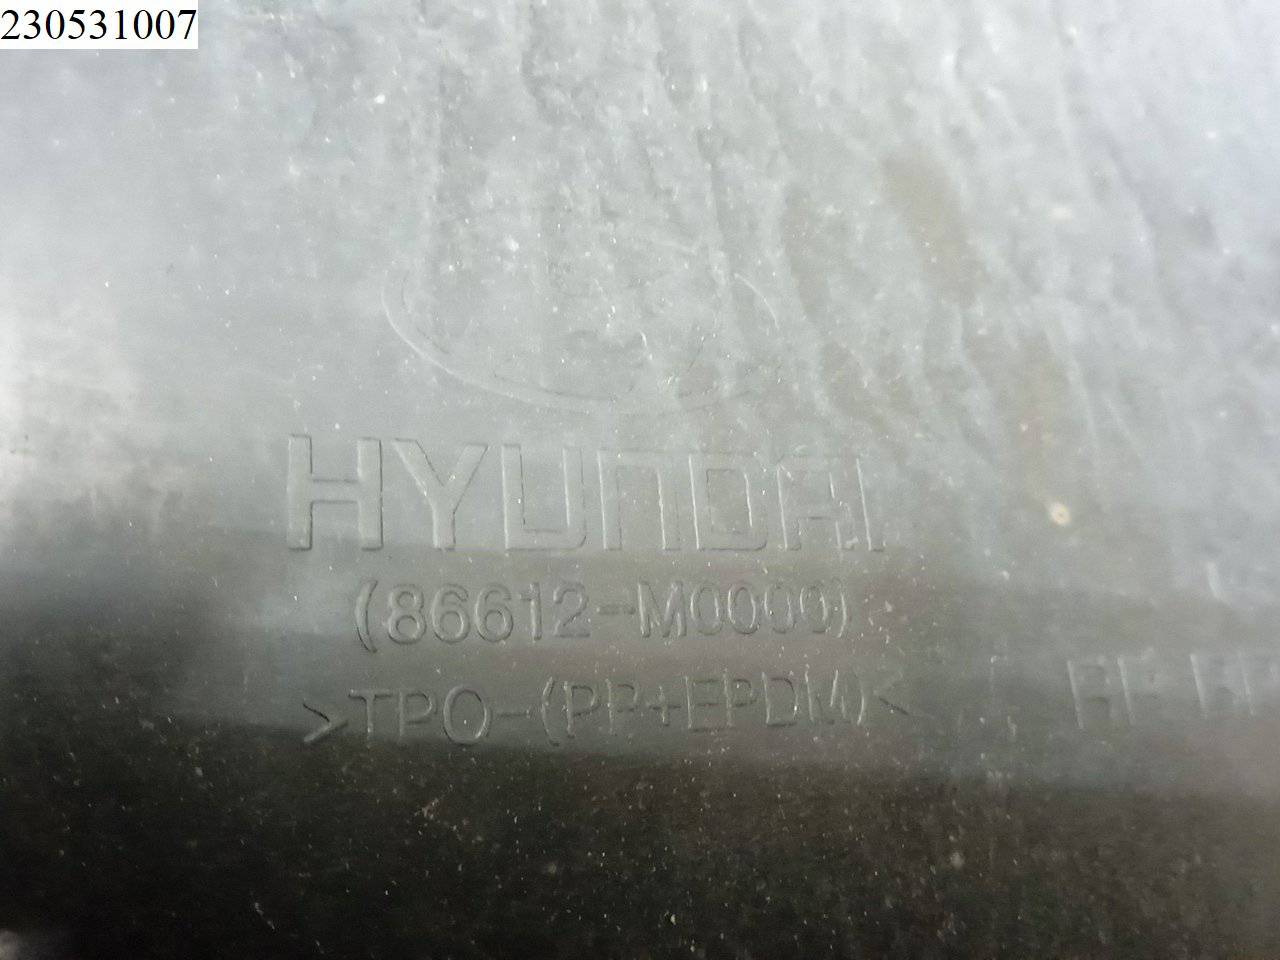 230531007
HYUNDAI
(86612-M0000)
>TPO-(PP+EPDM)<